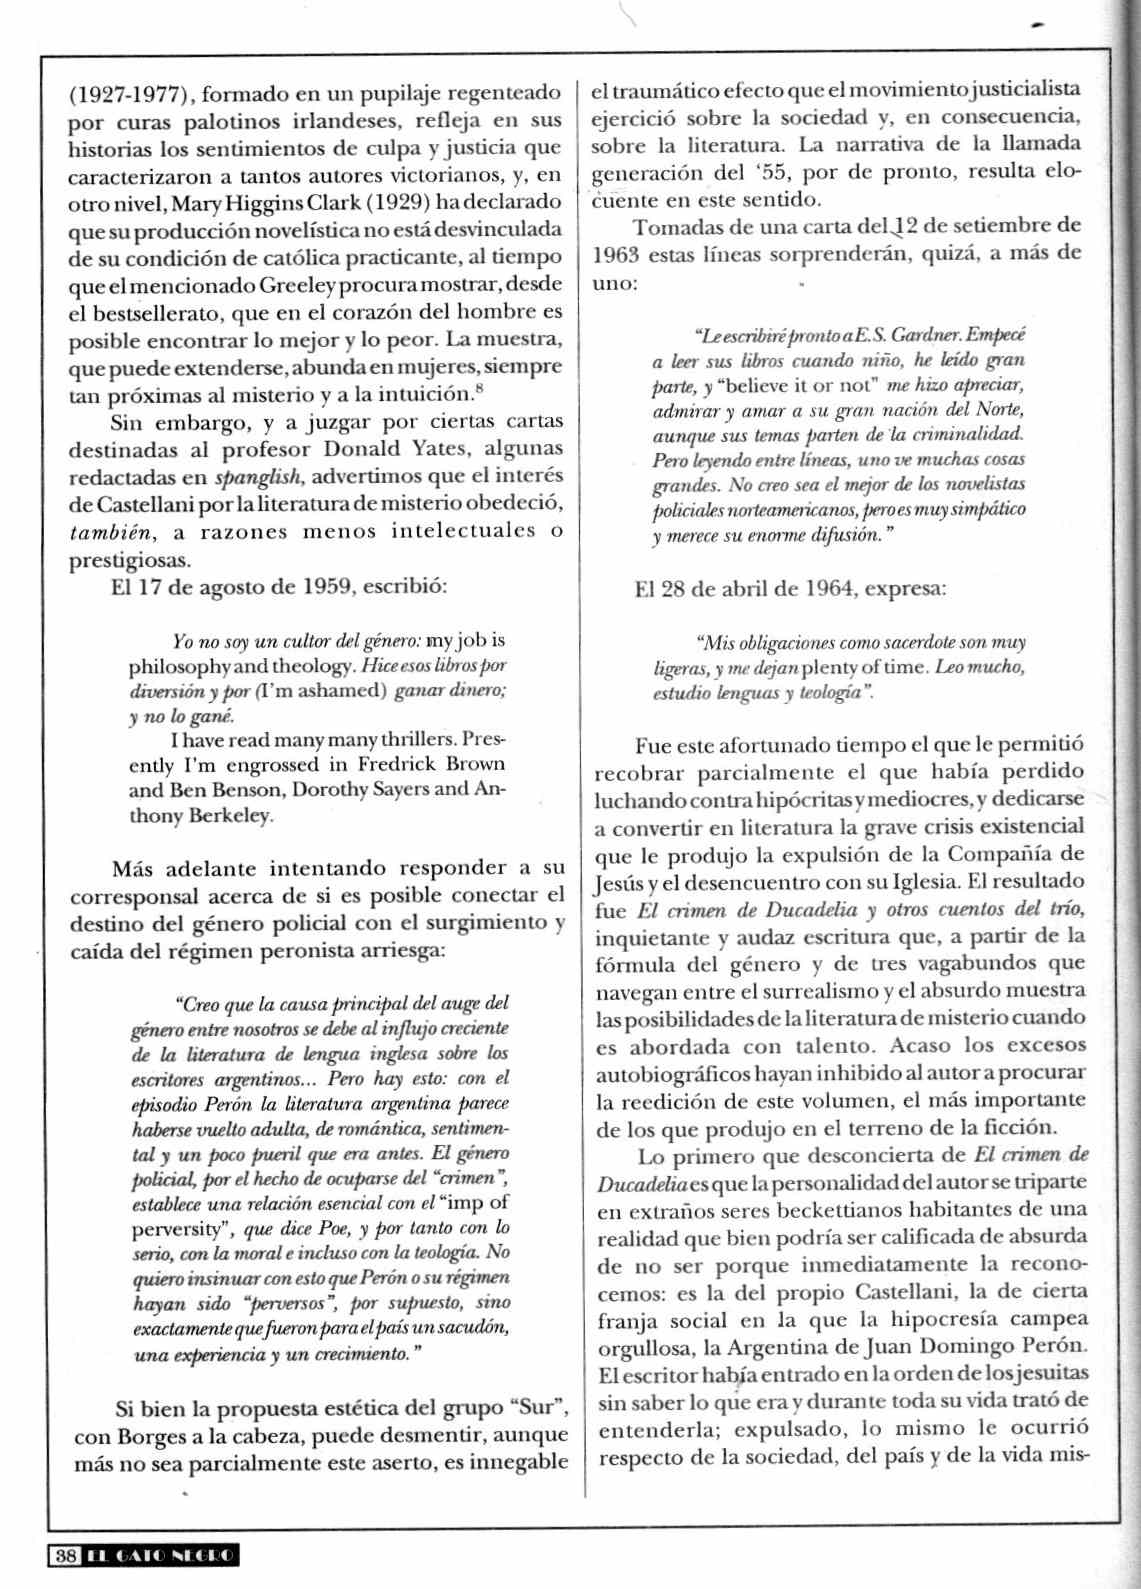 (1927-1977), formado en un pupilaje regenteado
por curas palotinos irlandeses, refleja en sus
historias los sentimientos de culpa y justicia que
caracterizaron a tantos autores victorianos, y, en
otro nivel, Mary Higgins Clark (1929) ha declarado
que su producción novelística no está desvinculada
de su condición de católica practicante, al tiempo
que el mencionado Greeley procura mostrar, desde
el bestsellerato, que en el corazón del hombre es
posible encontrar lo mejor y lo peor. La muestra,
que puede extenderse, abunda en mujeres, siempre
tan próximas al misterio y a la intuición.⁸
Sin embargo, y a juzgar por ciertas cartas
destinadas al profesor Donald Yates, algunas
redactadas en spanglish, advertimos que el interés
de Castellani por la literatura de misterio obedeció,
también, a razones menos intelectuales o
prestigiosas.
El 17 de agosto de 1959, escribió:
Yo no soy un cultor del género: my job is
philosophy and theology. Hice esos libros por
diversión y por (I'm ashamed) ganar dinero;
y no lo gané.
I have read many many thrillers. Pres-
ently I'm engrossed in Fredrick Brown
and Ben Benson, Dorothy Sayers and An-
thony Berkeley.
Más adelante intentando responder a su
corresponsal acerca de si es posible conectar el
destino del género policial con el surgimiento y
caída del régimen peronista arriesga:
"Creo que la causa principal del auge del
género entre nosotros se debe al influjo creciente
de la literatura de lengua inglesa sobre los
escritores argentinos... Pero hay esto: con el
episodio Perón la literatura argentina parece
haberse vuelto adulta, de romántica, sentimen-
tal y un poco pueril que era antes. El género
policial, por el hecho de ocuparse del "crimen",
establece una relación esencial con el "imp of
perversity", que dice Poe, y por tanto con lo
serio, con la moral e incluso con la teología. No
quiero insinuar con esto que Perón o su régimen
hayan sido "perversos", por supuesto, sino
exactamente que fueron para el país un sacudón,
una experiencia y un crecimiento."
Si bien la propuesta estética del grupo "Sur",
con Borges a la cabeza, puede desmentir, aunque
más no sea parcialmente este aserto, es innegable
el traumático efecto que el movimiento justicialista
ejerció sobre la sociedad y, en consecuencia,
sobre la literatura. La narrativa de la llamada
generación del '55, por de pronto, resulta elo-
cuente en este sentido.
Tomadas de una carta del 12 de setiembre de
1963 estas líneas sorprenderán, quizá, a más de
uno:
"Le escribiré pronto a E.S. Gardner. Empecé
a leer sus libros cuando niño, he leído gran
parte, y "believe it or not" me hizo apreciar,
admirar y amar a su gran nación del Norte,
aunque sus temas parten de la criminalidad.
Pero leyendo entre líneas, uno ve muchas cosas
grandes. No creo sea el mejor de los novelistas
policiales norteamericanos, pero es muy simpático
y merece su enorme difusión."
El 28 de abril de 1964, expresa:
"Mis obligaciones como sacerdote son muy
ligeras, y me dejan plenty of time. Leo mucho,
estudio lenguas y teología".
Fue este afortunado tiempo el que le permitió
recobrar parcialmente el que había perdido
luchando contra hipócritas y mediocres, y dedicarse
a convertir en literatura la grave crisis existencial
que le produjo la expulsión de la Compañía de
Jesús y el desencuentro con su Iglesia. El resultado
fue El crimen de Ducadelia y otros cuentos del trío,
inquietante y audaz escritura que, a partir de la
fórmula del género y de tres vagabundos que
navegan entre el surrealismo y el absurdo muestra
las posibilidades de la literatura de misterio cuando
es abordada con talento. Acaso los excesos
autobiográficos hayan inhibido al autor a procurar
la reedición de este volumen, el más importante
de los que produjo en el terreno de la ficción.
Lo primero que desconcierta de El crimen de
Ducadelia es que la personalidad del autor se triparte
en extraños seres beckettianos habitantes de una
realidad que bien podría ser calificada de absurda
de no ser porque inmediatamente la recono-
cemos: es la del propio Castellani, la de cierta
franja social en la que la hipocresía campea
orgullosa, la Argentina de Juan Domingo Perón.
El escritor había entrado en la orden de los jesuitas
sin saber lo que era y durante toda su vida trató de
entenderla; expulsado, lo mismo le ocurrió
respecto de la sociedad, del país y de la vida mis-
38 EL GATO NEGRO